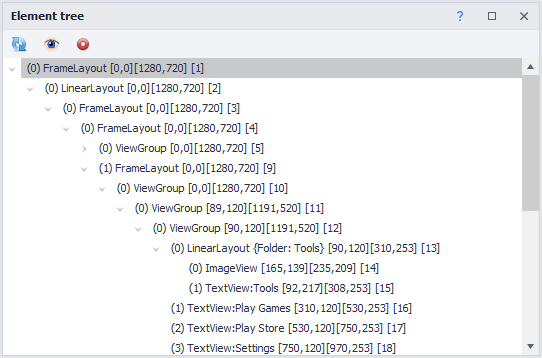 Element tree
?
(0) FrameLayout [0,0][1280,720] [1]
(0) LinearLayout [0,0][1280,720] [2]
(0) FrameLayout [0,0][1280,720] [3]
(0) FrameLayout [0,0][1280,720] [4]
(0) ViewGroup [0,0][1280,720] [5]
(1) FrameLayout [0,0][1280,720] [9]
(0) ViewGroup [0,0][1280,720] [10]
(0) ViewGroup [89,120][1191,520] [11]
(0) ViewGroup [90,120][1191,520] [12]
(0) LinearLayout {Folder: Tools} [90,120][310,253] [13]
(0) ImageView [165,139][235,209] [14]
(1) TextView:Tools [92,217][308,253] [15]
(1) TextView:Play Games [310,120][530,253] [16]
(2) TextView:Play Store [530,120][750,253] [17]
(3) TextView:Settings [750,120][970,253] [18]